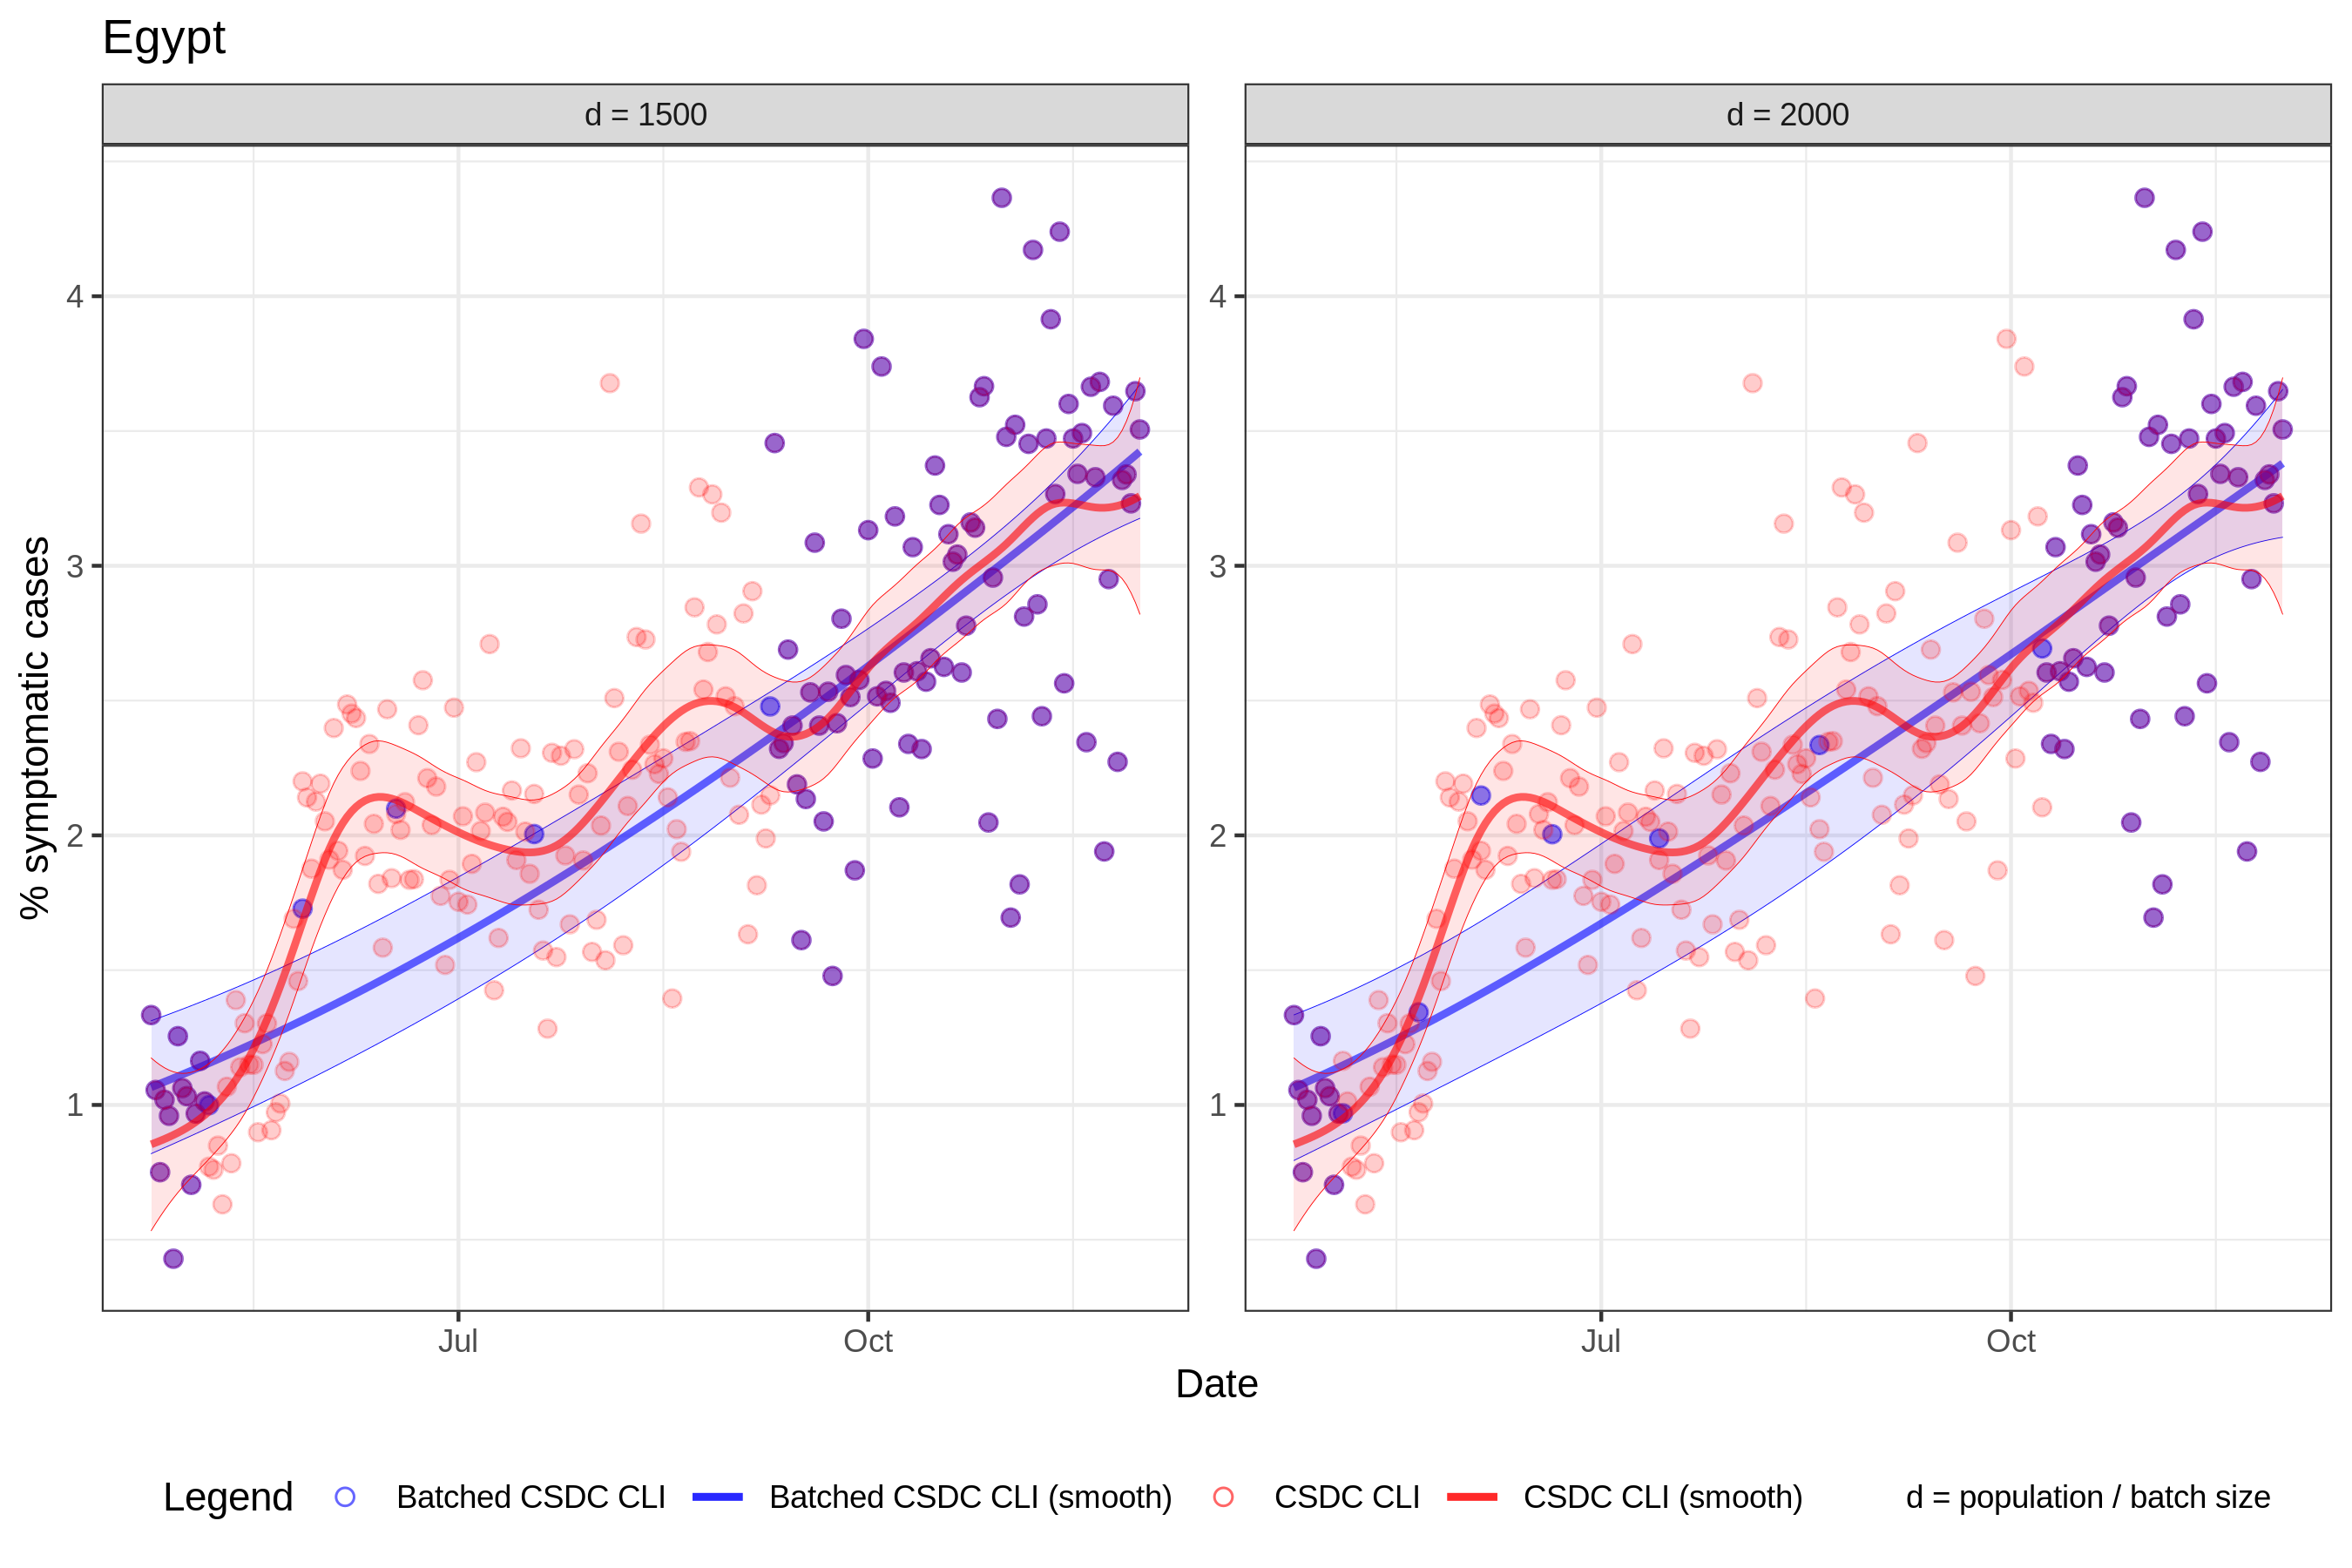 Egypt
d = 1500
d = 2000
% symptomatic cases
4
3
2
1
4
3
2
1
Jul
Oct
Jul
Oct
Date
Legend
Batched CSDC CLI
Batched CSDC CLI (smooth)
CSDC CLI
CSDC CLI (smooth)
d = population / batch size